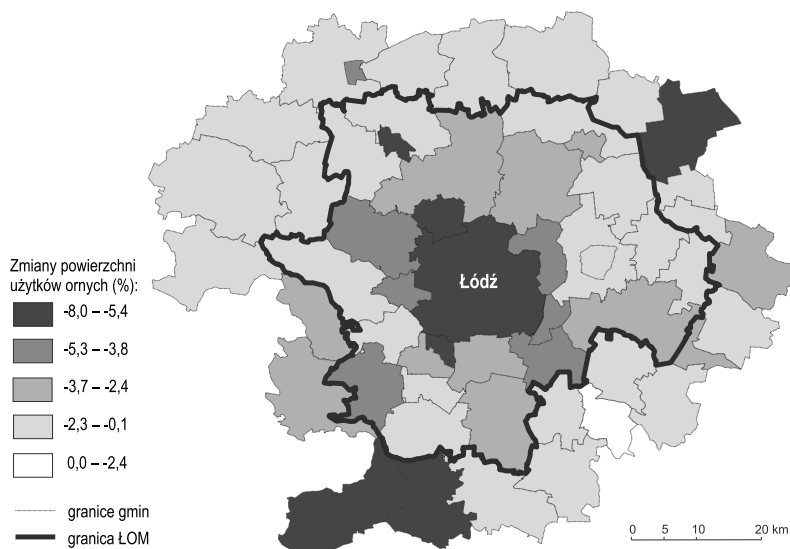 Łódź
Zmiany powierzchni
użytków ornych (%):
-8,0 – -5,4
-5,3 – -3,8
-3,7 – -2,4
-2,3 – -0,1
0,0 – -2,4
granice gmin
granica ŁOM
0 5 10 20 km